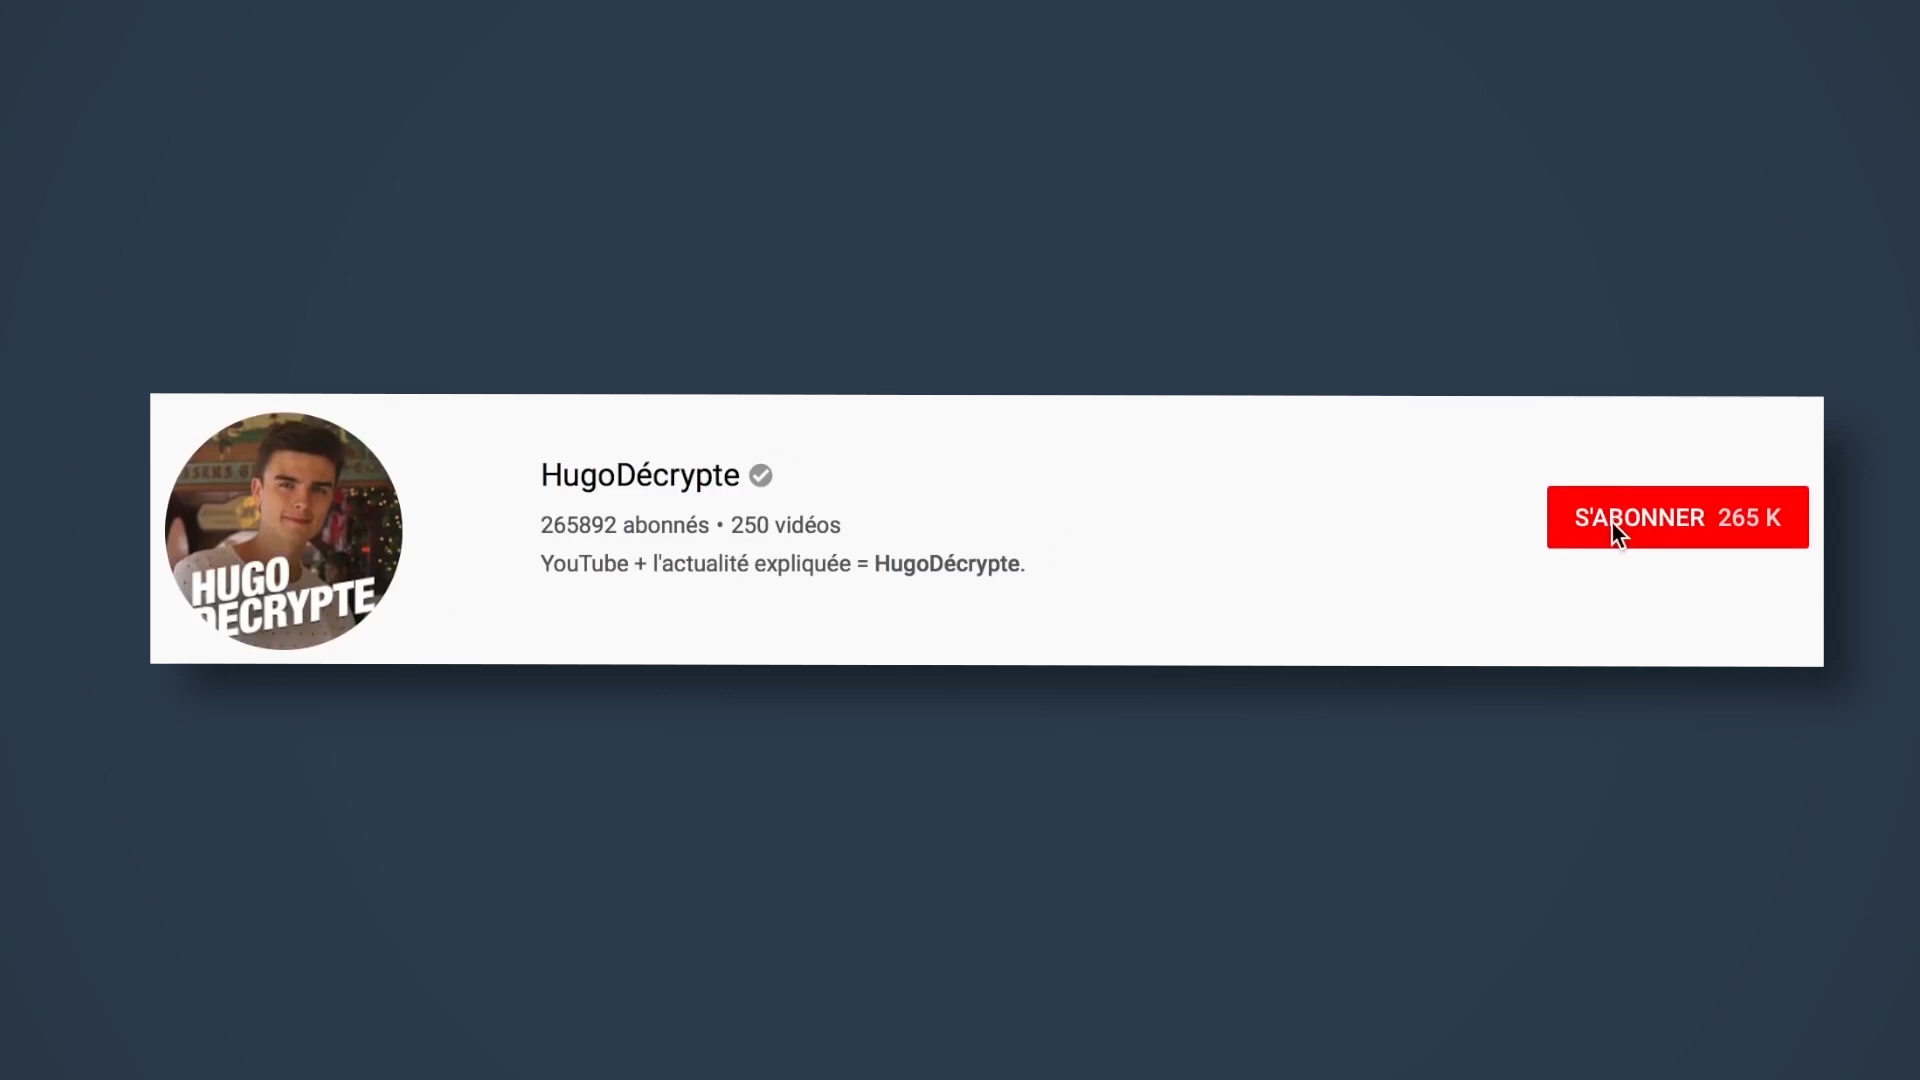 HugoDécrypte
265892 abonnés • 250 vidéos
YouTube + l'actualité expliquée = HugoDécrypte.
S'ABONNER 265 K
HUGO
DECRYPTE